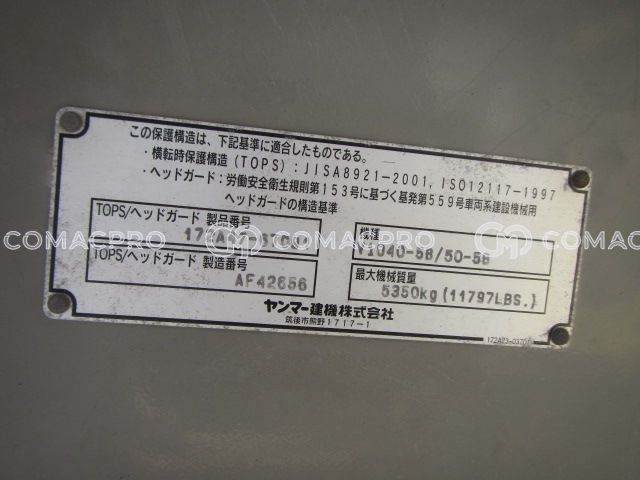 この保護構造は、下記基準に適合したものである。
・横転時保護構造(TOPS):JISA8921-2001, ISO12117-1997
・ヘッドガード:労働安全衛生規則第153号に基づく基発第559号車両系建設機械用
ヘッドガードの構造基準
TOPS/ヘッドガード 製品番号
TOPS/ヘッドガード 製造番号
AF42656
機種
最大機械質量
5350kg(11797LBS.)
ヤンマー建機株式会社
筑後市熊野1717-1
COMACPRO
COMACPRO
COMACPRO